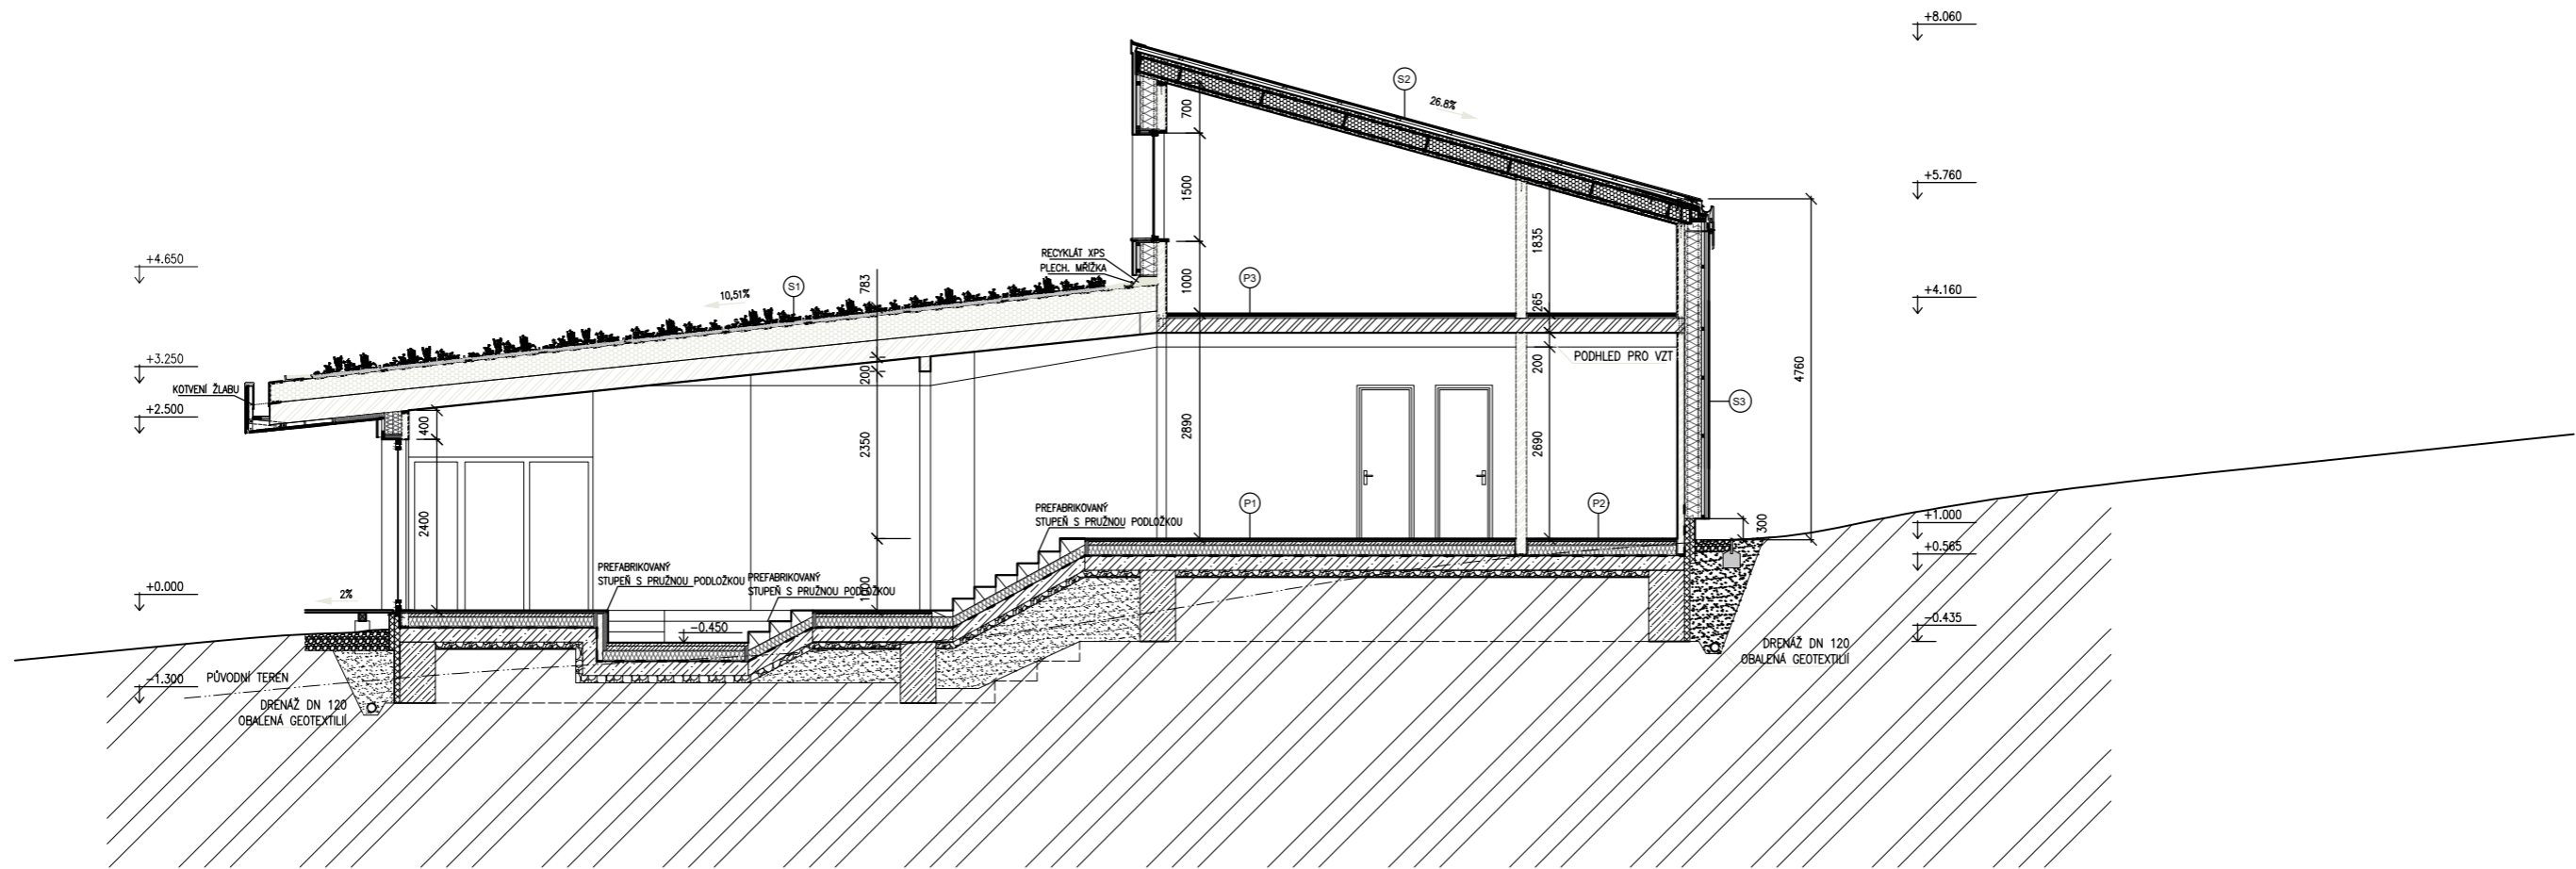 +8.060
S2
26.8%
700
+5.760
1500
1835
RECYKLÁT XPS
PLECH. MŘÍŽKA
+4.650
783
S1
10,51%
P3
1000
265
+4.160
+3.250
PODHLED PRO VZT
200
200
4760
KOTVENÍ ŽLABU
S3
+2.500
400
2890
2350
2690
2400
P1
P2
PREFABRIKOVANÝ
STUPEŇ S PRUŽNOU PODLOŽKOU
300
+1.000
+0.565
PREFABRIKOVANÝ
STUPEŇ S PRUŽNOU PODLOŽKOU
PREFABRIKOVANÝ
STUPEŇ S PRUŽNOU PODLOŽKOU
1000
+0.000
2%
-0.450
-0.435
DRENÁŽ DN 120
OBALENÁ GEOTEXTILIÍ
PŮVODNÍ TERÉN
-1.300
DRENÁŽ DN 120
OBALENÁ GEOTEXTILIÍ